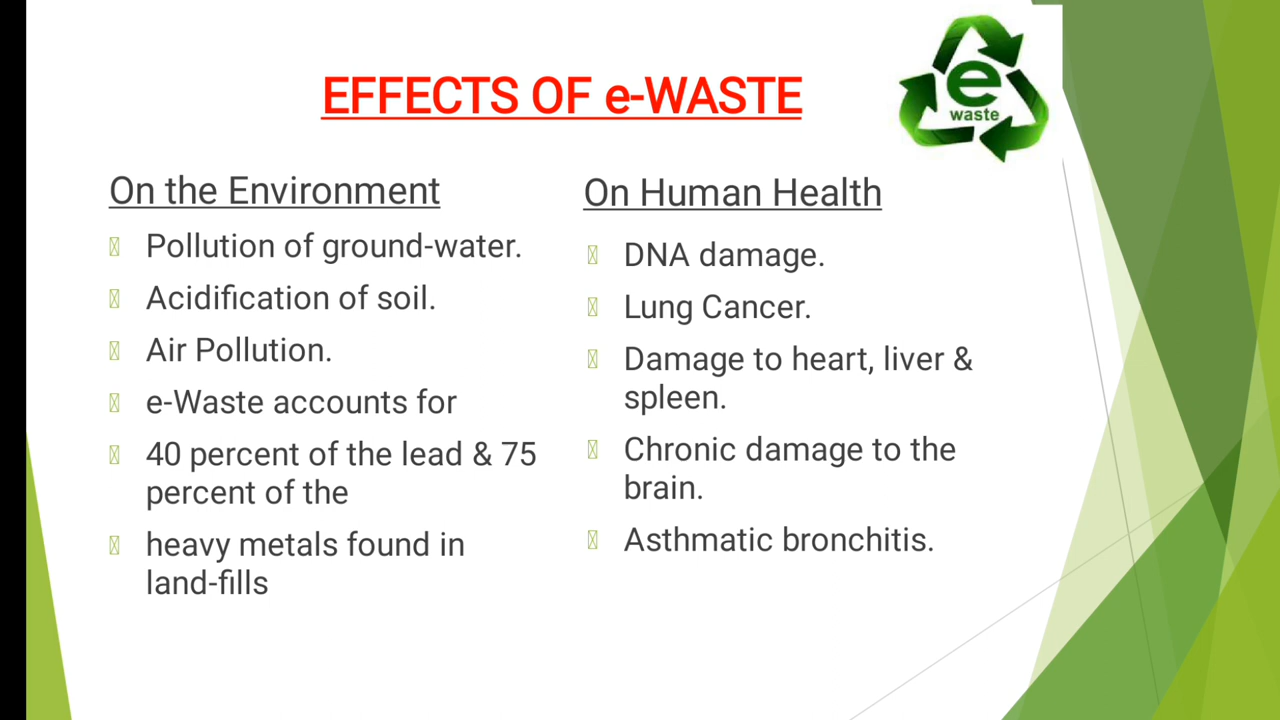 EFFECTS OF e-WASTE
e
waste
On the Environment
Pollution of ground-water.
Acidification of soil.
Air Pollution.
e-Waste accounts for
40 percent of the lead & 75
percent of the
heavy metals found in
land-fills
On Human Health
DNA damage.
Lung Cancer.
Damage to heart, liver &
spleen.
Chronic damage to the
brain.
Asthmatic bronchitis.